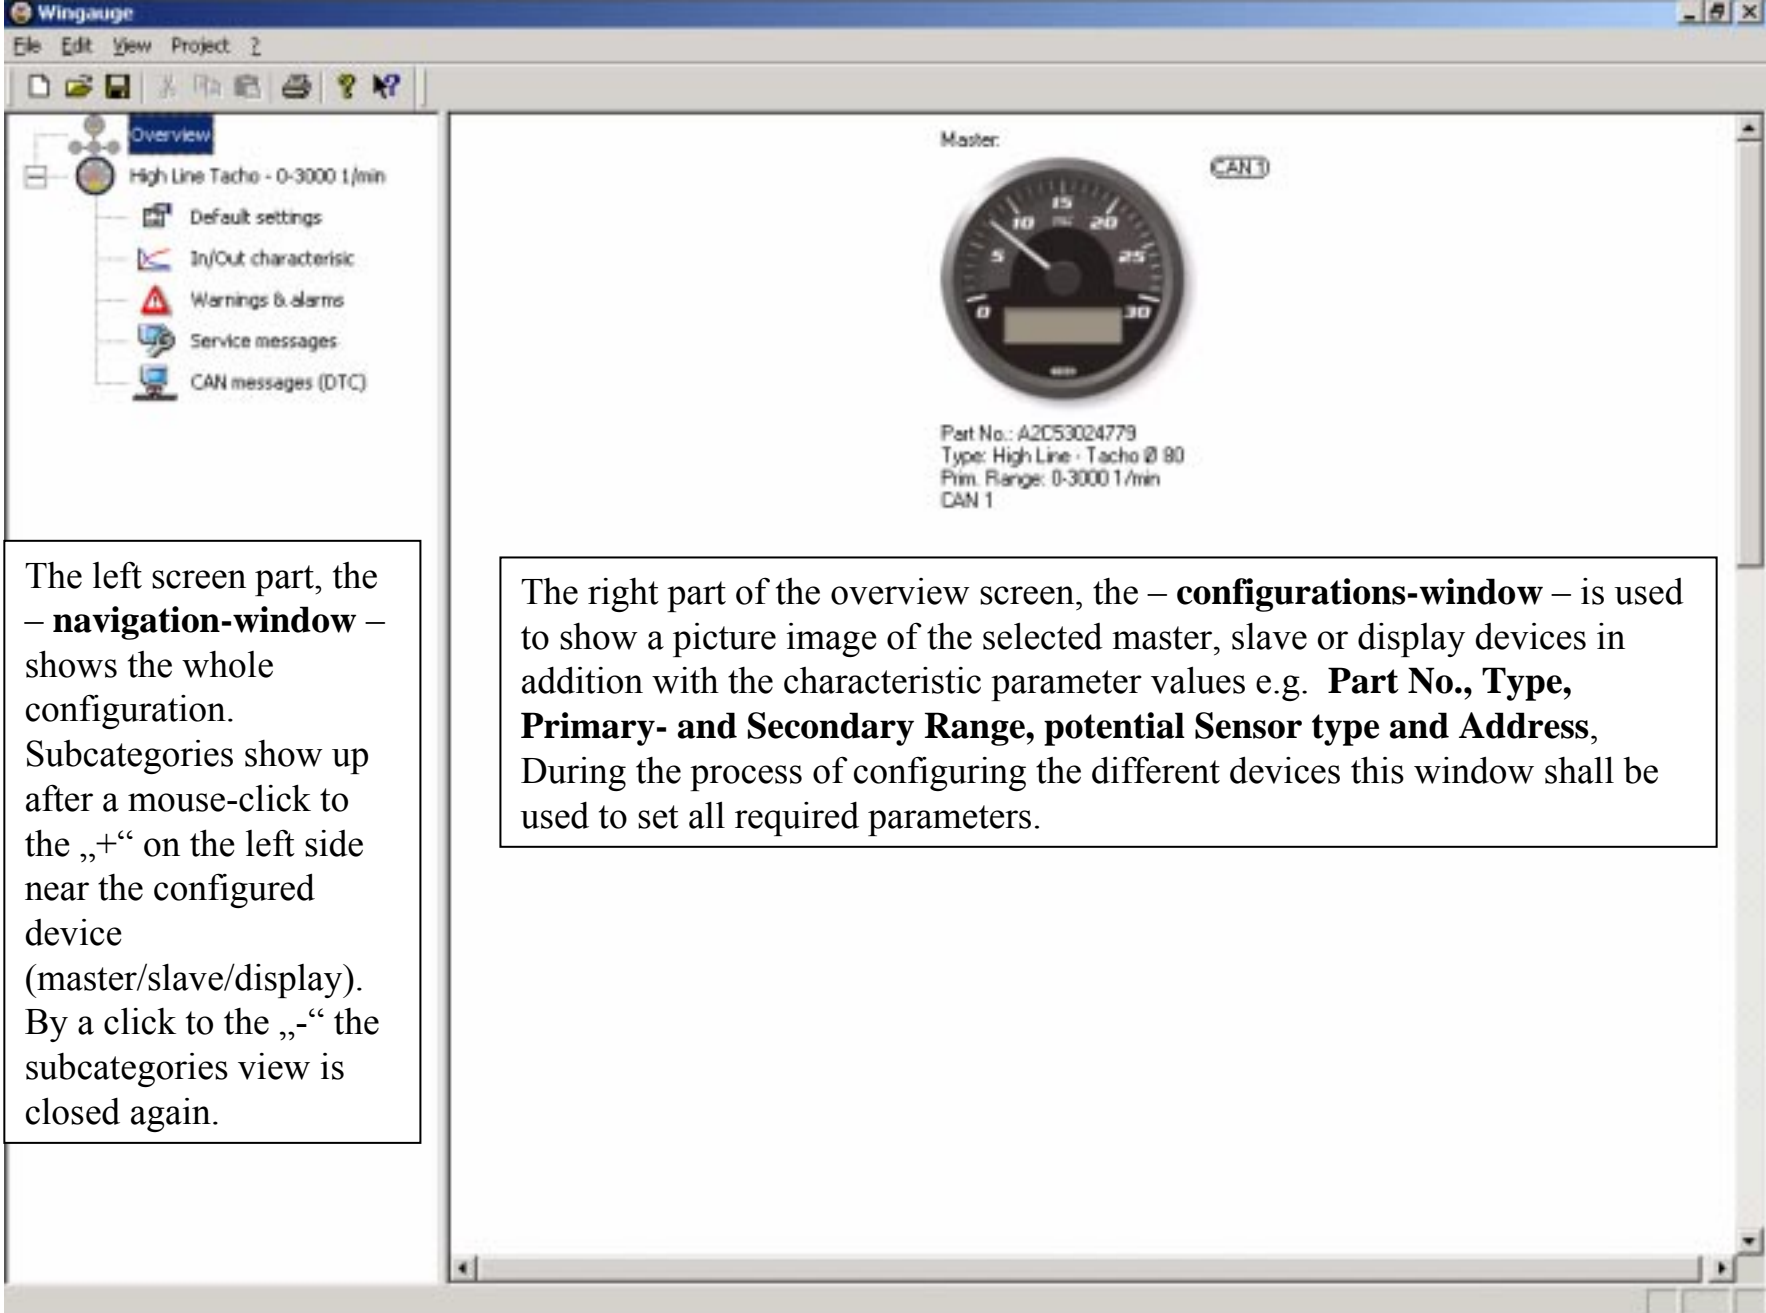 Wingauge
File Edit View Project ?
Overview
High Line Tacho - 0-3000 1/min
Default settings
In/Out characterisic
Warnings & alarms
Service messages
CAN messages (DTC)
Master:
CAN 1
15
10
20
5
25
0
30
Part No.: A2C53024779
Type: High Line - Tacho Ø 80
Prim. Range: 0-3000 1/min
CAN 1
The left screen part, the
– navigation-window –
shows the whole
configuration.
Subcategories show up
after a mouse-click to
the „+“ on the left side
near the configured
device
(master/slave/display).
By a click to the „-“ the
subcategories view is
closed again.
The right part of the overview screen, the – configurations-window – is used
to show a picture image of the selected master, slave or display devices in
addition with the characteristic parameter values e.g. Part No., Type,
Primary- and Secondary Range, potential Sensor type and Address,
During the process of configuring the different devices this window shall be
used to set all required parameters.